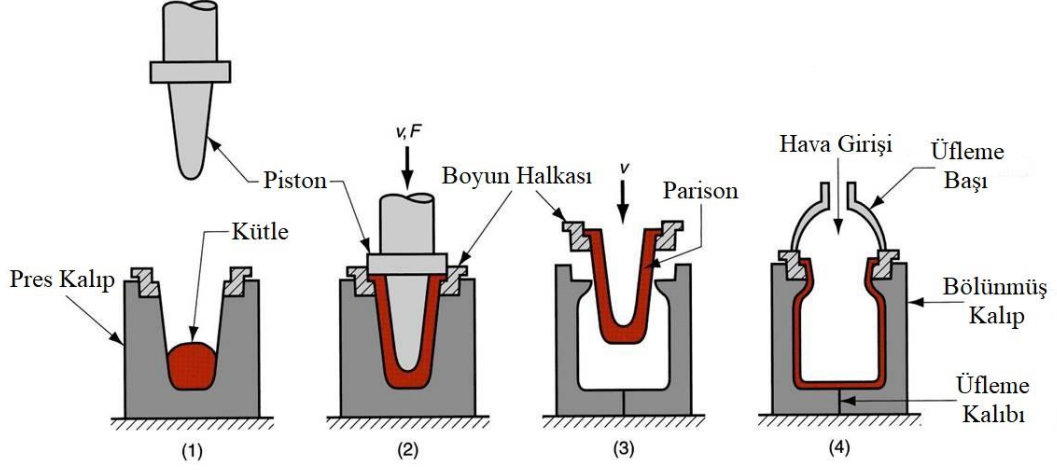 v, F
Hava Girişi
Üfleme
Başı
Piston
Boyun Halkası
v
Parison
Kütle
Pres Kalıp
Bölünmüş
Kalıp
Üfleme
Kalıbı
(1)
(2)
(3)
(4)